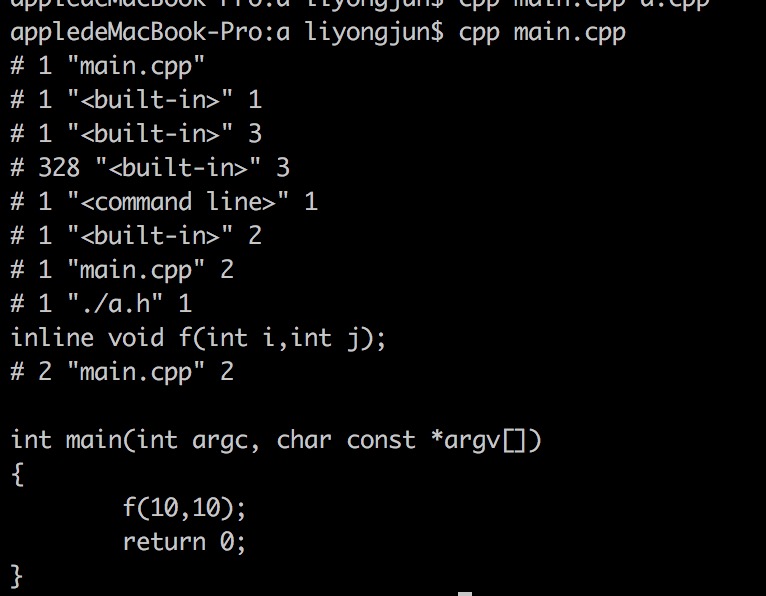 appledeMacBook-Pro:a liyongjun$ cpp main.cpp a.cpp
appledeMacBook-Pro:a liyongjun$ cpp main.cpp
# 1 "main.cpp"
# 1 "<built-in>" 1
# 1 "<built-in>" 3
# 328 "<built-in>" 3
# 1 "<command line>" 1
# 1 "<built-in>" 2
# 1 "main.cpp" 2
# 1 "./a.h" 1
inline void f(int i,int j);
# 2 "main.cpp" 2
int main(int argc, char const *argv[])
{
        f(10,10);
        return 0;
}